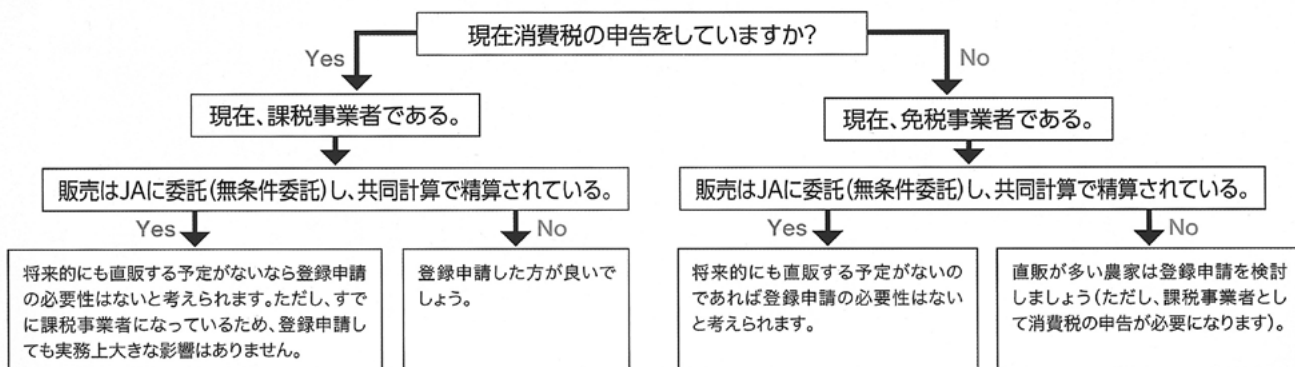 現在消費税の申告をしていますか?
Yes
No
現在、課税事業者である。
現在、免税事業者である。
販売はJAに委託(無条件委託)し、共同計算で精算されている。
販売はJAに委託(無条件委託)し、共同計算で精算されている。
Yes
No
Yes
No
将来的にも直販する予定がないなら登録申請
の必要性はないと考えられます。ただし、すで
に課税事業者になっているため、登録申請し
ても実務上大きな影響はありません。
登録申請した方が良いで
しょう。
将来的にも直販する予定がないの
であれば登録申請の必要性はない
と考えられます。
直販が多い農家は登録申請を検討
しましょう(ただし、課税事業者とし
て消費税の申告が必要になります)。